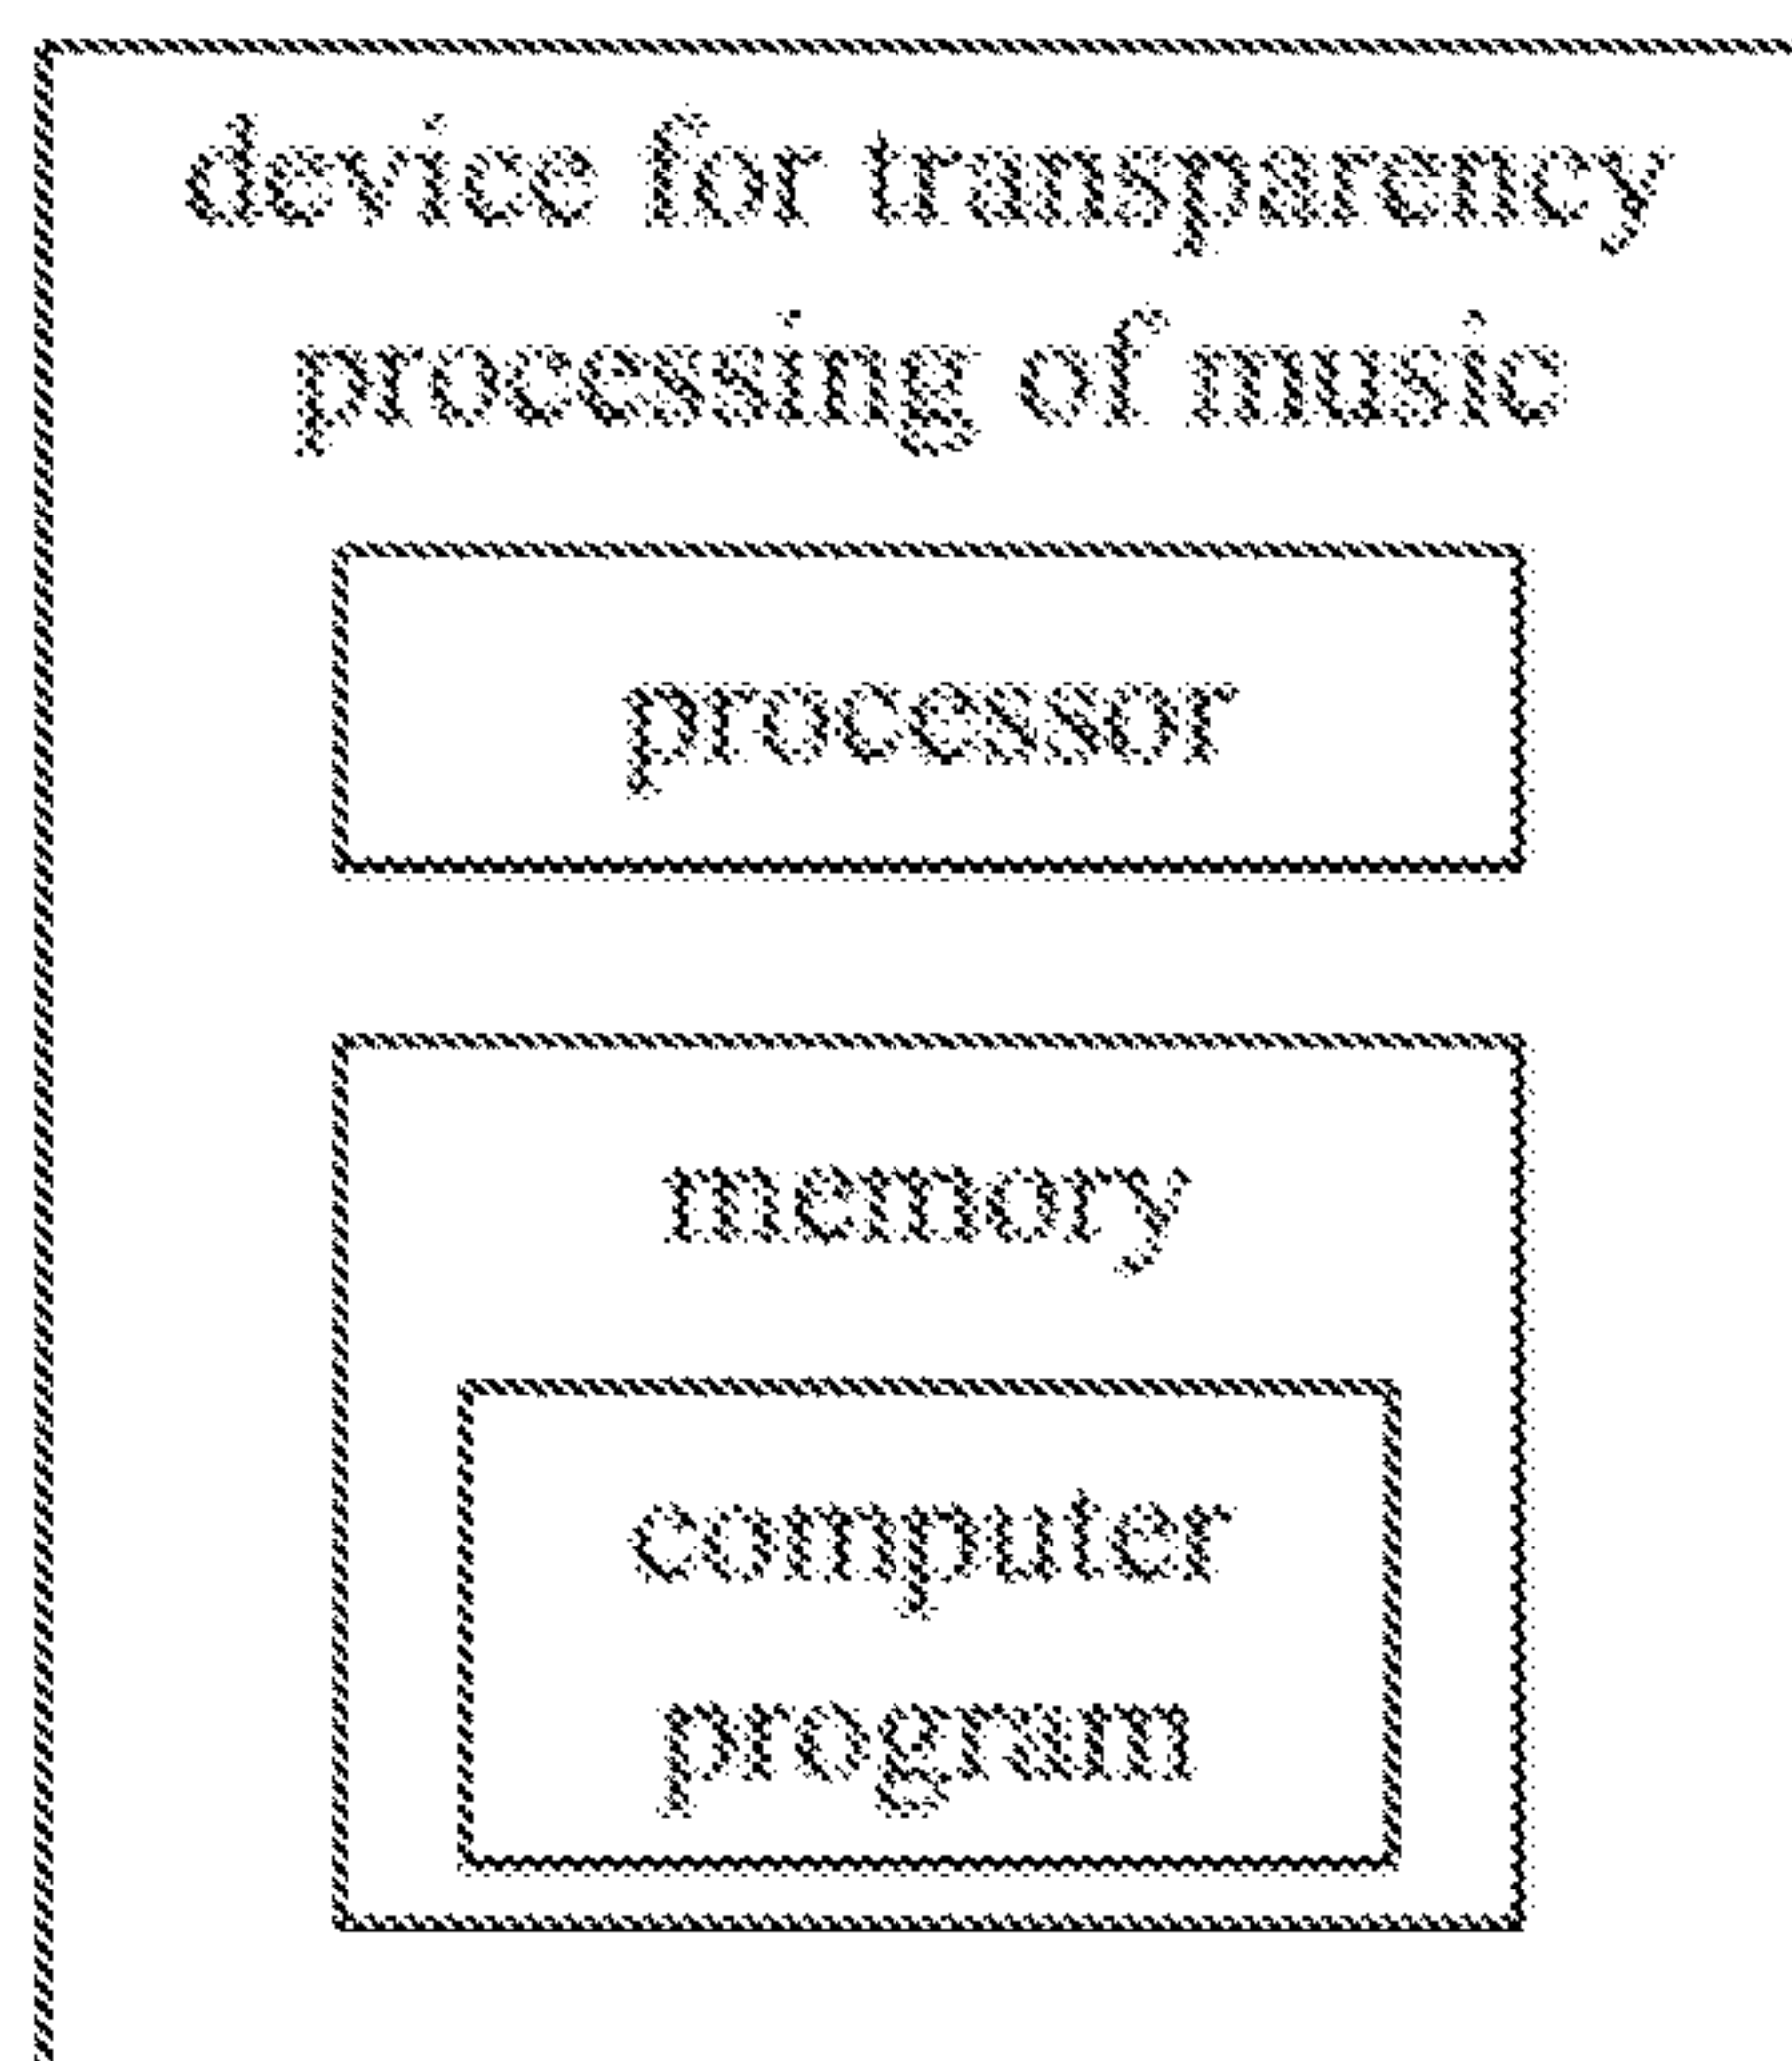 device for transparency
processing of music
processor
memory
computer
program